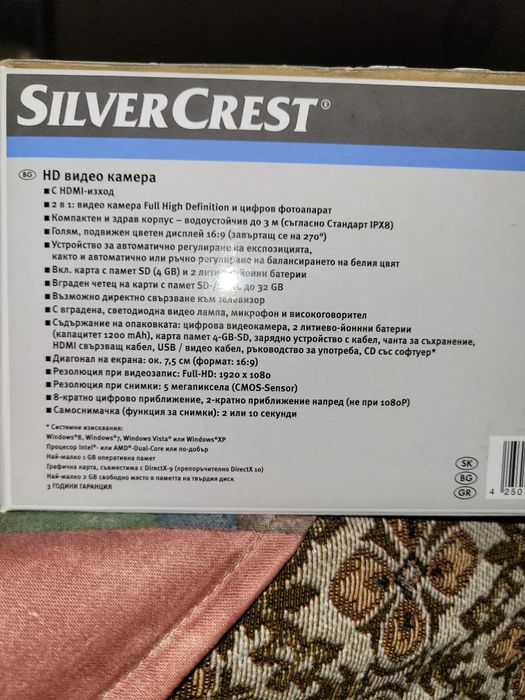 SILVERCREST®
BG HD видео камера
■ С HDMI-изход
■ 2 в 1: видео камера Full High Definition и цифров фотоапарат
■ Компактен и здрав корпус – водоустойчив до 3 м (съгласно Стандарт IPX8)
■ Голям, подвижен цветен дисплей 16:9 (завъртащ се на 270°)
■ Устройство за автоматично регулиране на експозицията,
както и автоматично или ръчно регулиране на балансирането на белия цвят
■ Вкл. карта с памет SD (4 GB) и 2 литиево-йонни батерии
■ Вграден четец на карти с памет SD-/ до 32 GB
■ Възможно директно свързване към телевизор
■ С вградена, светодиодна видео лампа, микрофон и високоговорител
■ Съдържание на опаковката: цифрова видеокамера, 2 литиево-йоннни батерии
(капацитет 1200 mAh), карта памет 4-GB-SD, зарядно устройство с кабел, чанта за съхранение,
HDMI свързващ кабел, USB / видео кабел, ръководство за употреба, CD със софтуер*
■ Диагонал на екрана: ок. 7,5 см (формат: 16:9)
■ Резолюция при видеозапис: Full-HD: 1920 x 1080
■ Резолюция при снимки: 5 мегапиксела (CMOS-Sensor)
■ 8-кратно цифрово приближение, 2-кратно приближение напред (не при 1080P)
■ Самоснимачка (функция за снимки): 2 или 10 секунди
* Системни изисквания:
Windows®8, Windows®7, Windows Vista® или Windows®XP
Процесор Intel®- или AMD®-Dual-Core или по-добър
Най-малко 1 GB оперативна памет
Графична карта, съвместима с DirectX-9 (препоръчително DirectX 10)
Най-малко 2 GB свободно място в паметта на твърдия диск
3 ГОДИНИ ГАРАНЦИЯ
SK
BG
GR
4 250